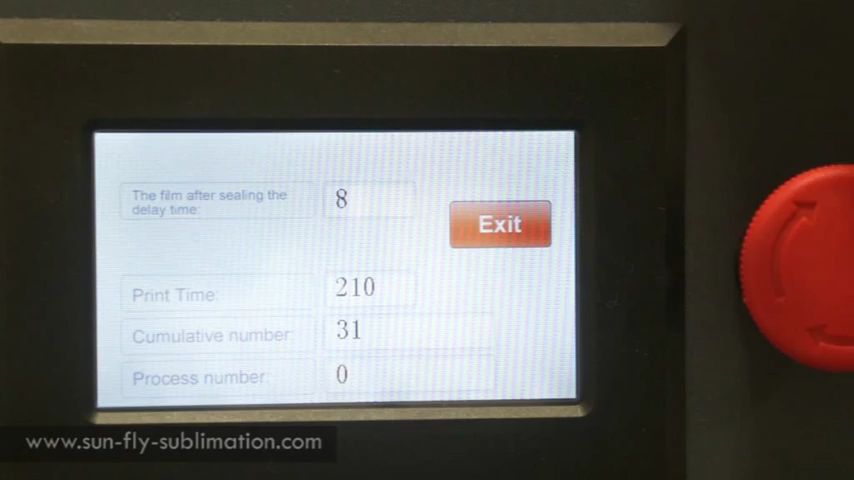 The film after sealing the
delay time:
8
Exit
Print Time:
210
Cumulative number:
31
Process number:
0
www.sun-fly-sublimation.com